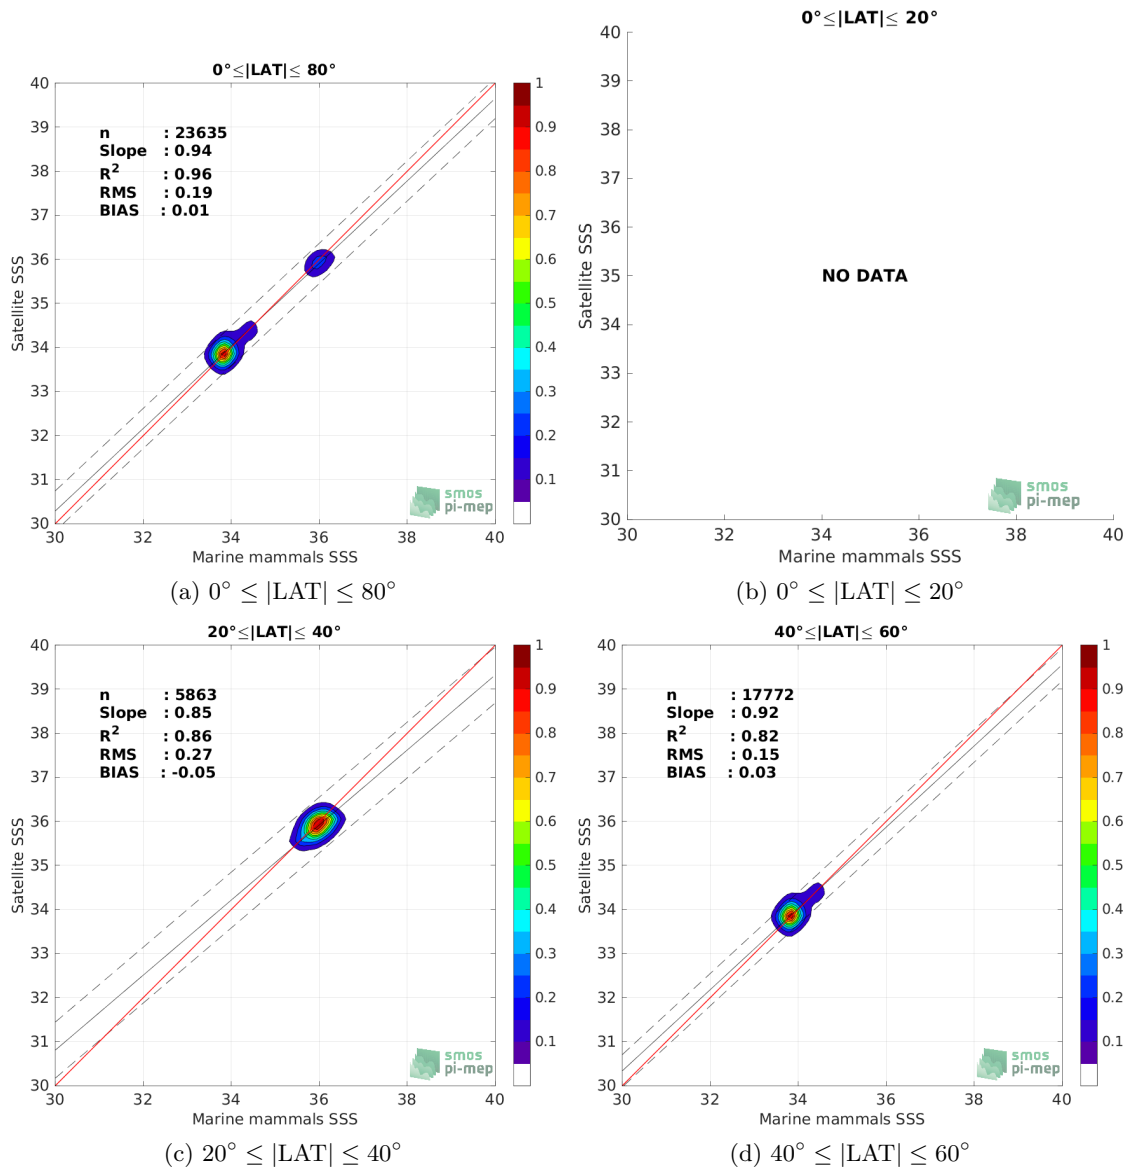 0°≤|LAT|≤ 80°
40
39
38
37
36
35
34
33
32
31
30
n : 23635
Slope : 0.94
R² : 0.96
RMS : 0.19
BIAS : 0.01
Satellite SSS
30 32 34 36 38 40
Marine mammals SSS
1
0.9
0.8
0.7
0.6
0.5
0.4
0.3
0.2
0.1
smos
pi-mep
(a) 0° ≤ |LAT| ≤ 80°
0°≤|LAT|≤ 20°
40
39
38
37
36
35
34
33
32
31
30
NO DATA
Satellite SSS
30 32 34 36 38 40
Marine mammals SSS
smos
pi-mep
(b) 0° ≤ |LAT| ≤ 20°
20°≤|LAT|≤ 40°
40
39
38
37
36
35
34
33
32
31
30
n : 5863
Slope : 0.85
R² : 0.86
RMS : 0.27
BIAS : -0.05
Satellite SSS
30 32 34 36 38 40
Marine mammals SSS
1
0.9
0.8
0.7
0.6
0.5
0.4
0.3
0.2
0.1
smos
pi-mep
(c) 20° ≤ |LAT| ≤ 40°
40°≤|LAT|≤ 60°
40
39
38
37
36
35
34
33
32
31
30
n : 17772
Slope : 0.92
R² : 0.82
RMS : 0.15
BIAS : 0.03
Satellite SSS
30 32 34 36 38 40
Marine mammals SSS
1
0.9
0.8
0.7
0.6
0.5
0.4
0.3
0.2
0.1
smos
pi-mep
(d) 40° ≤ |LAT| ≤ 60°